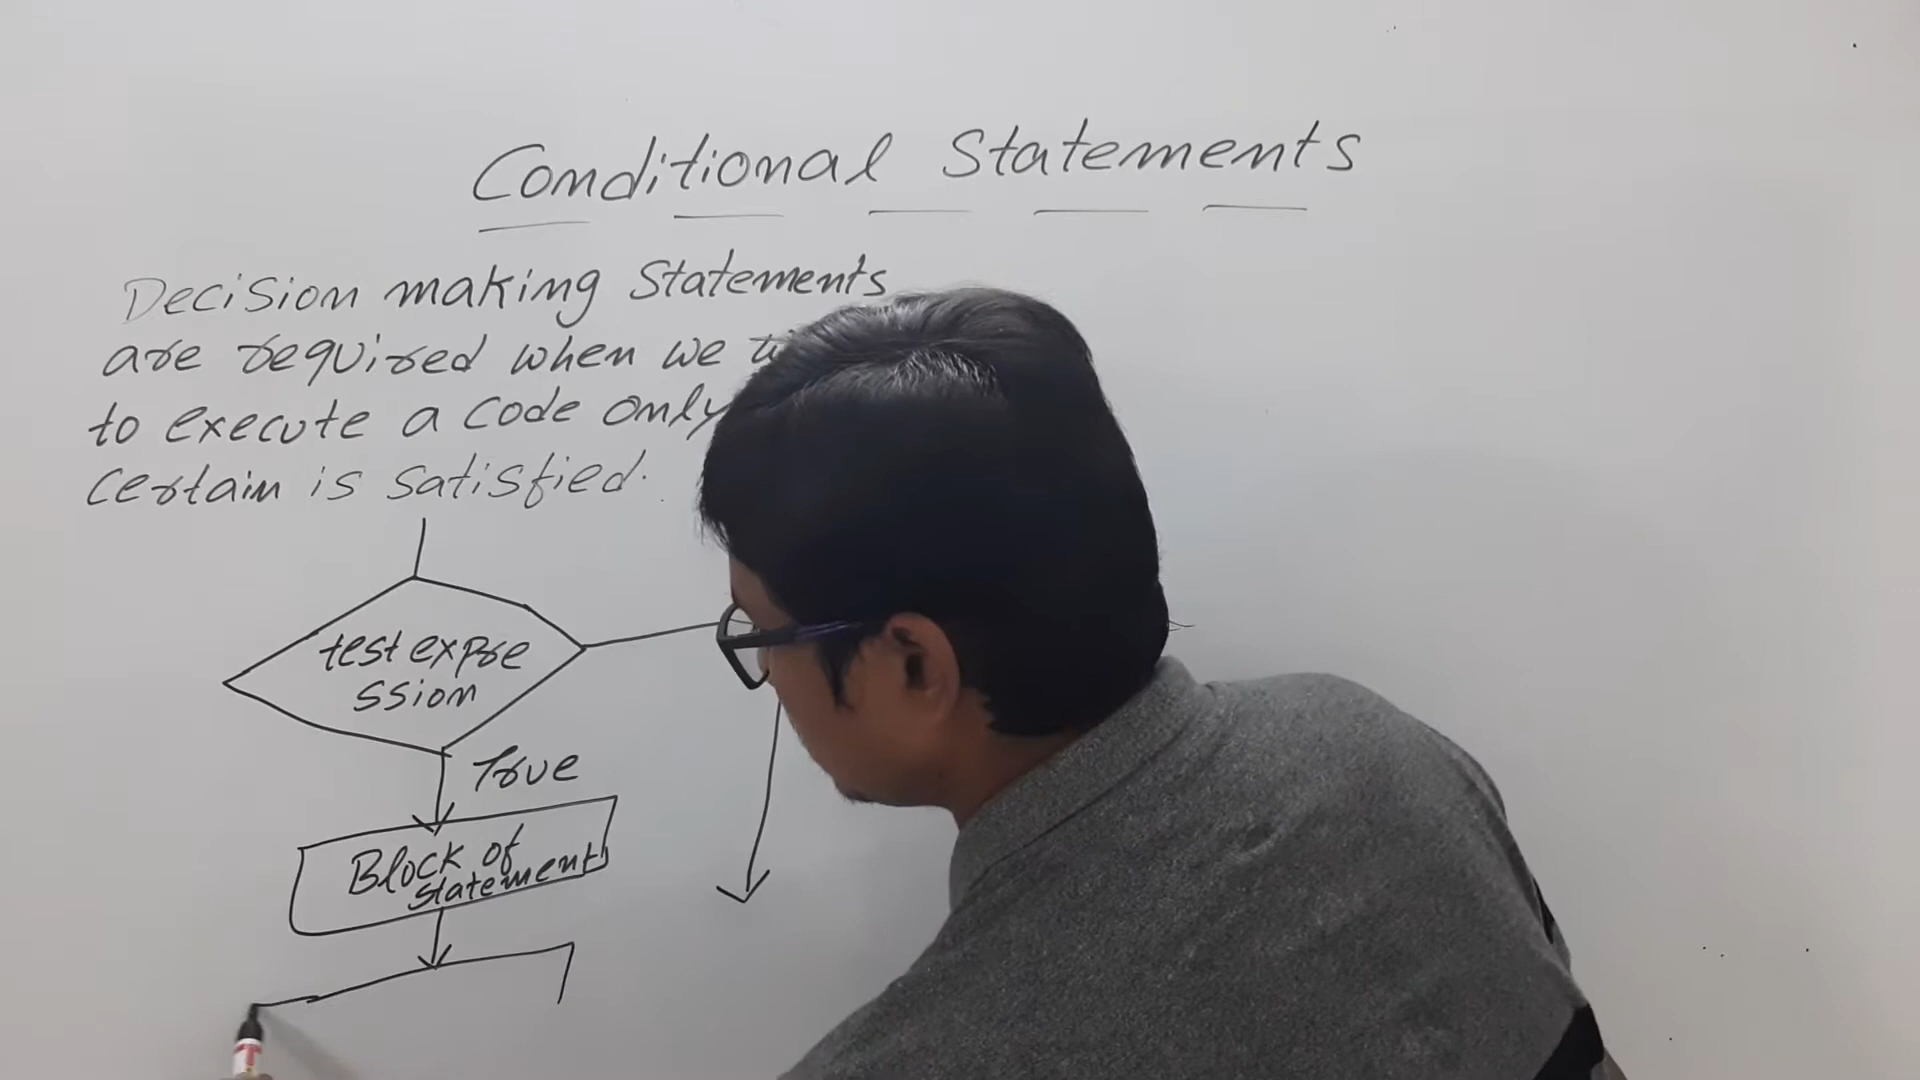 Conditional Statements
Decision making Statements
are required when we
to execute a code only
certain is satisfied.
test expre
ssion
True
Block of
statement